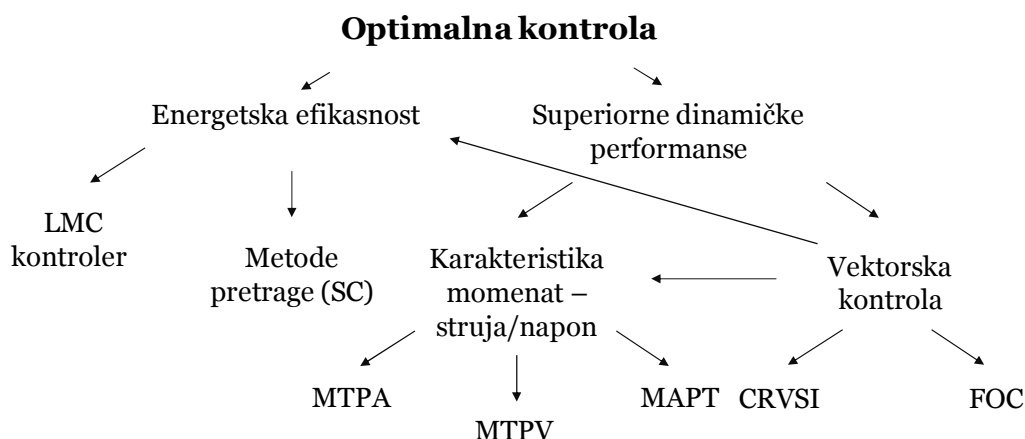 Optimalna kontrola
Energetska efikasnost
Superiorne dinamičke
performanse
LMC
kontroler
Metode
pretrage (SC)
Karakteristika
momenat –
struja/napon
Vektorska
kontrola
MTPA
MTPV
MAPT
CRVSI
FOC